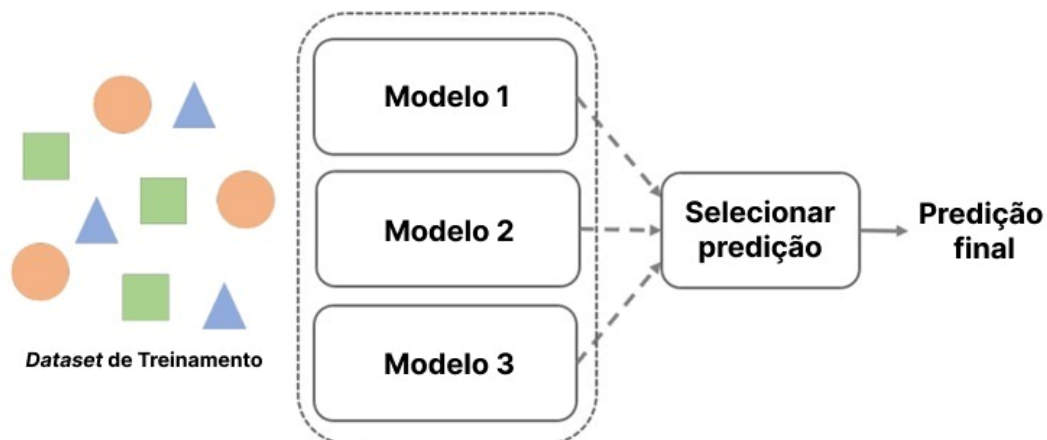 Modelo 1
Modelo 2
Modelo 3
Dataset de Treinamento
Selecionar
predição
Predição
final